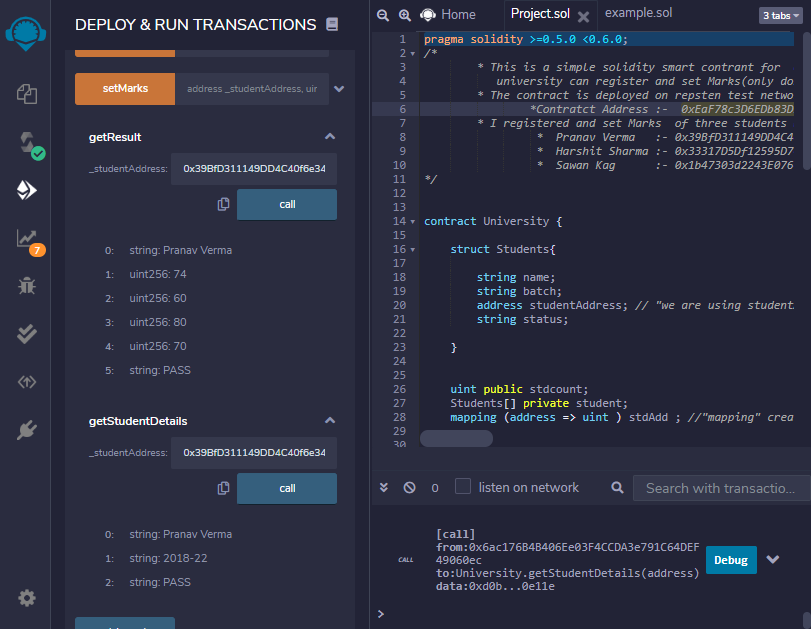 DEPLOY & RUN TRANSACTIONS
setMarks
address _studentAddress, uir
getResult
_studentAddress:
0x39BfD311149DD4C40f6e34
call
0:
string: Pranav Verma
1:
uint256: 74
2:
uint256: 60
3:
uint256: 80
4:
uint256: 70
5:
string: PASS
getStudentDetails
_studentAddress:
0x39BfD311149DD4C40f6e34
call
0:
string: Pranav Verma
1:
string: 2018-22
2:
string: PASS
7
Home
Project.sol
example.sol
3 tabs
1 pragma solidity >=0.5.0 <0.6.0;
2 /*
3 * This is a simple solidity smart contrant for
4 university can register and set Marks(only do
5 * The contract is deployed on repsten test netwo
6 *Contratct Address :- 0xEaF78c3D6EDb83D
7 * I registered and set Marks of three students
8 * Pranav Verma :- 0x39BfD311149DD4C4
9 * Harshit Sharma :- 0x33317D5Df12595D7
10 * Sawan Kag :- 0x1b47303d2243E076
11 */
12
13
14 contract University {
15
16 struct Students{
17
18 string name;
19 string batch;
20 address studentAddress; // "we are using student
21 string status;
22
23 }
24
25
26 uint public stdcount;
27 Students[] private student;
28 mapping (address => uint ) stdAdd ; //"mapping" crea
29
30
0
listen on network
Search with transactio...
CALL
[call]
from:0x6ac176B4B406Ee03F4CCDA3e791C64DEF
49060ec
to:University.getStudentDetails(address)
data:0xd0b...0e11e
Debug
>